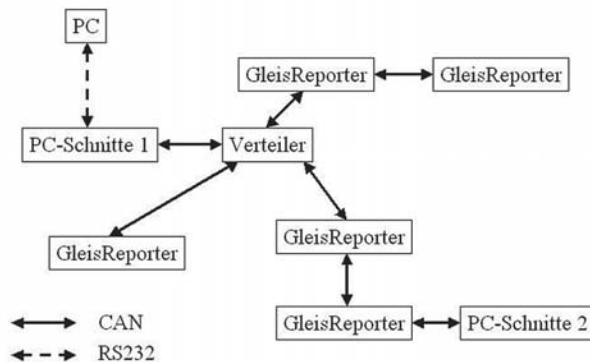 PC
GleisReporter
GleisReporter
PC-Schnitte 1
Verteiler
GleisReporter
GleisReporter
GleisReporter
PC-Schnitte 2
CAN
RS232